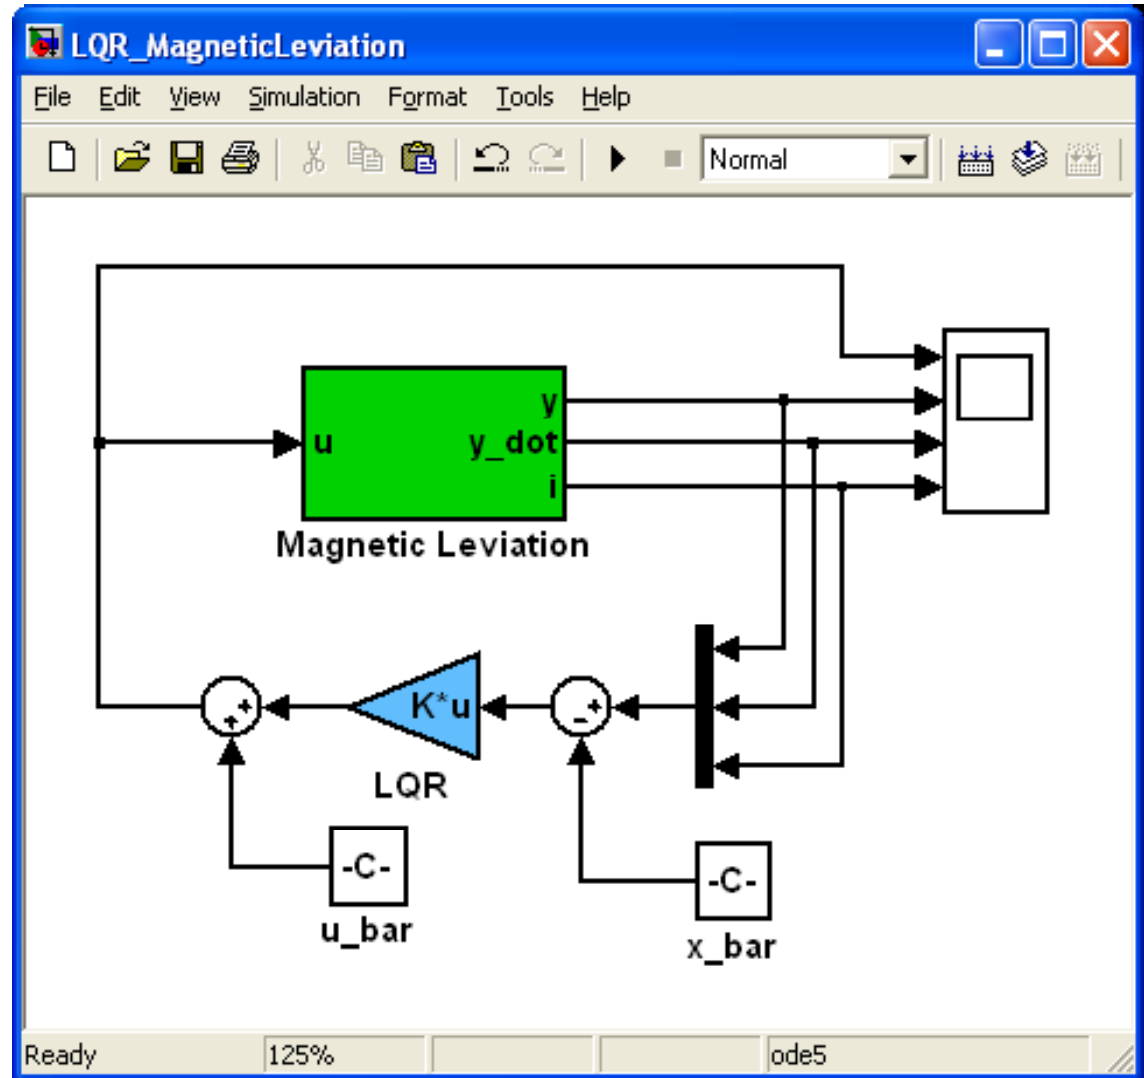 LQR_MagneticLeviation
File Edit View Simulation Format Tools Help
Normal
y
u y_dot
i
Magnetic Leviation
+ + K*u - +
LQR
-C-
u_bar
-C-
x_bar
Ready 125% ode5